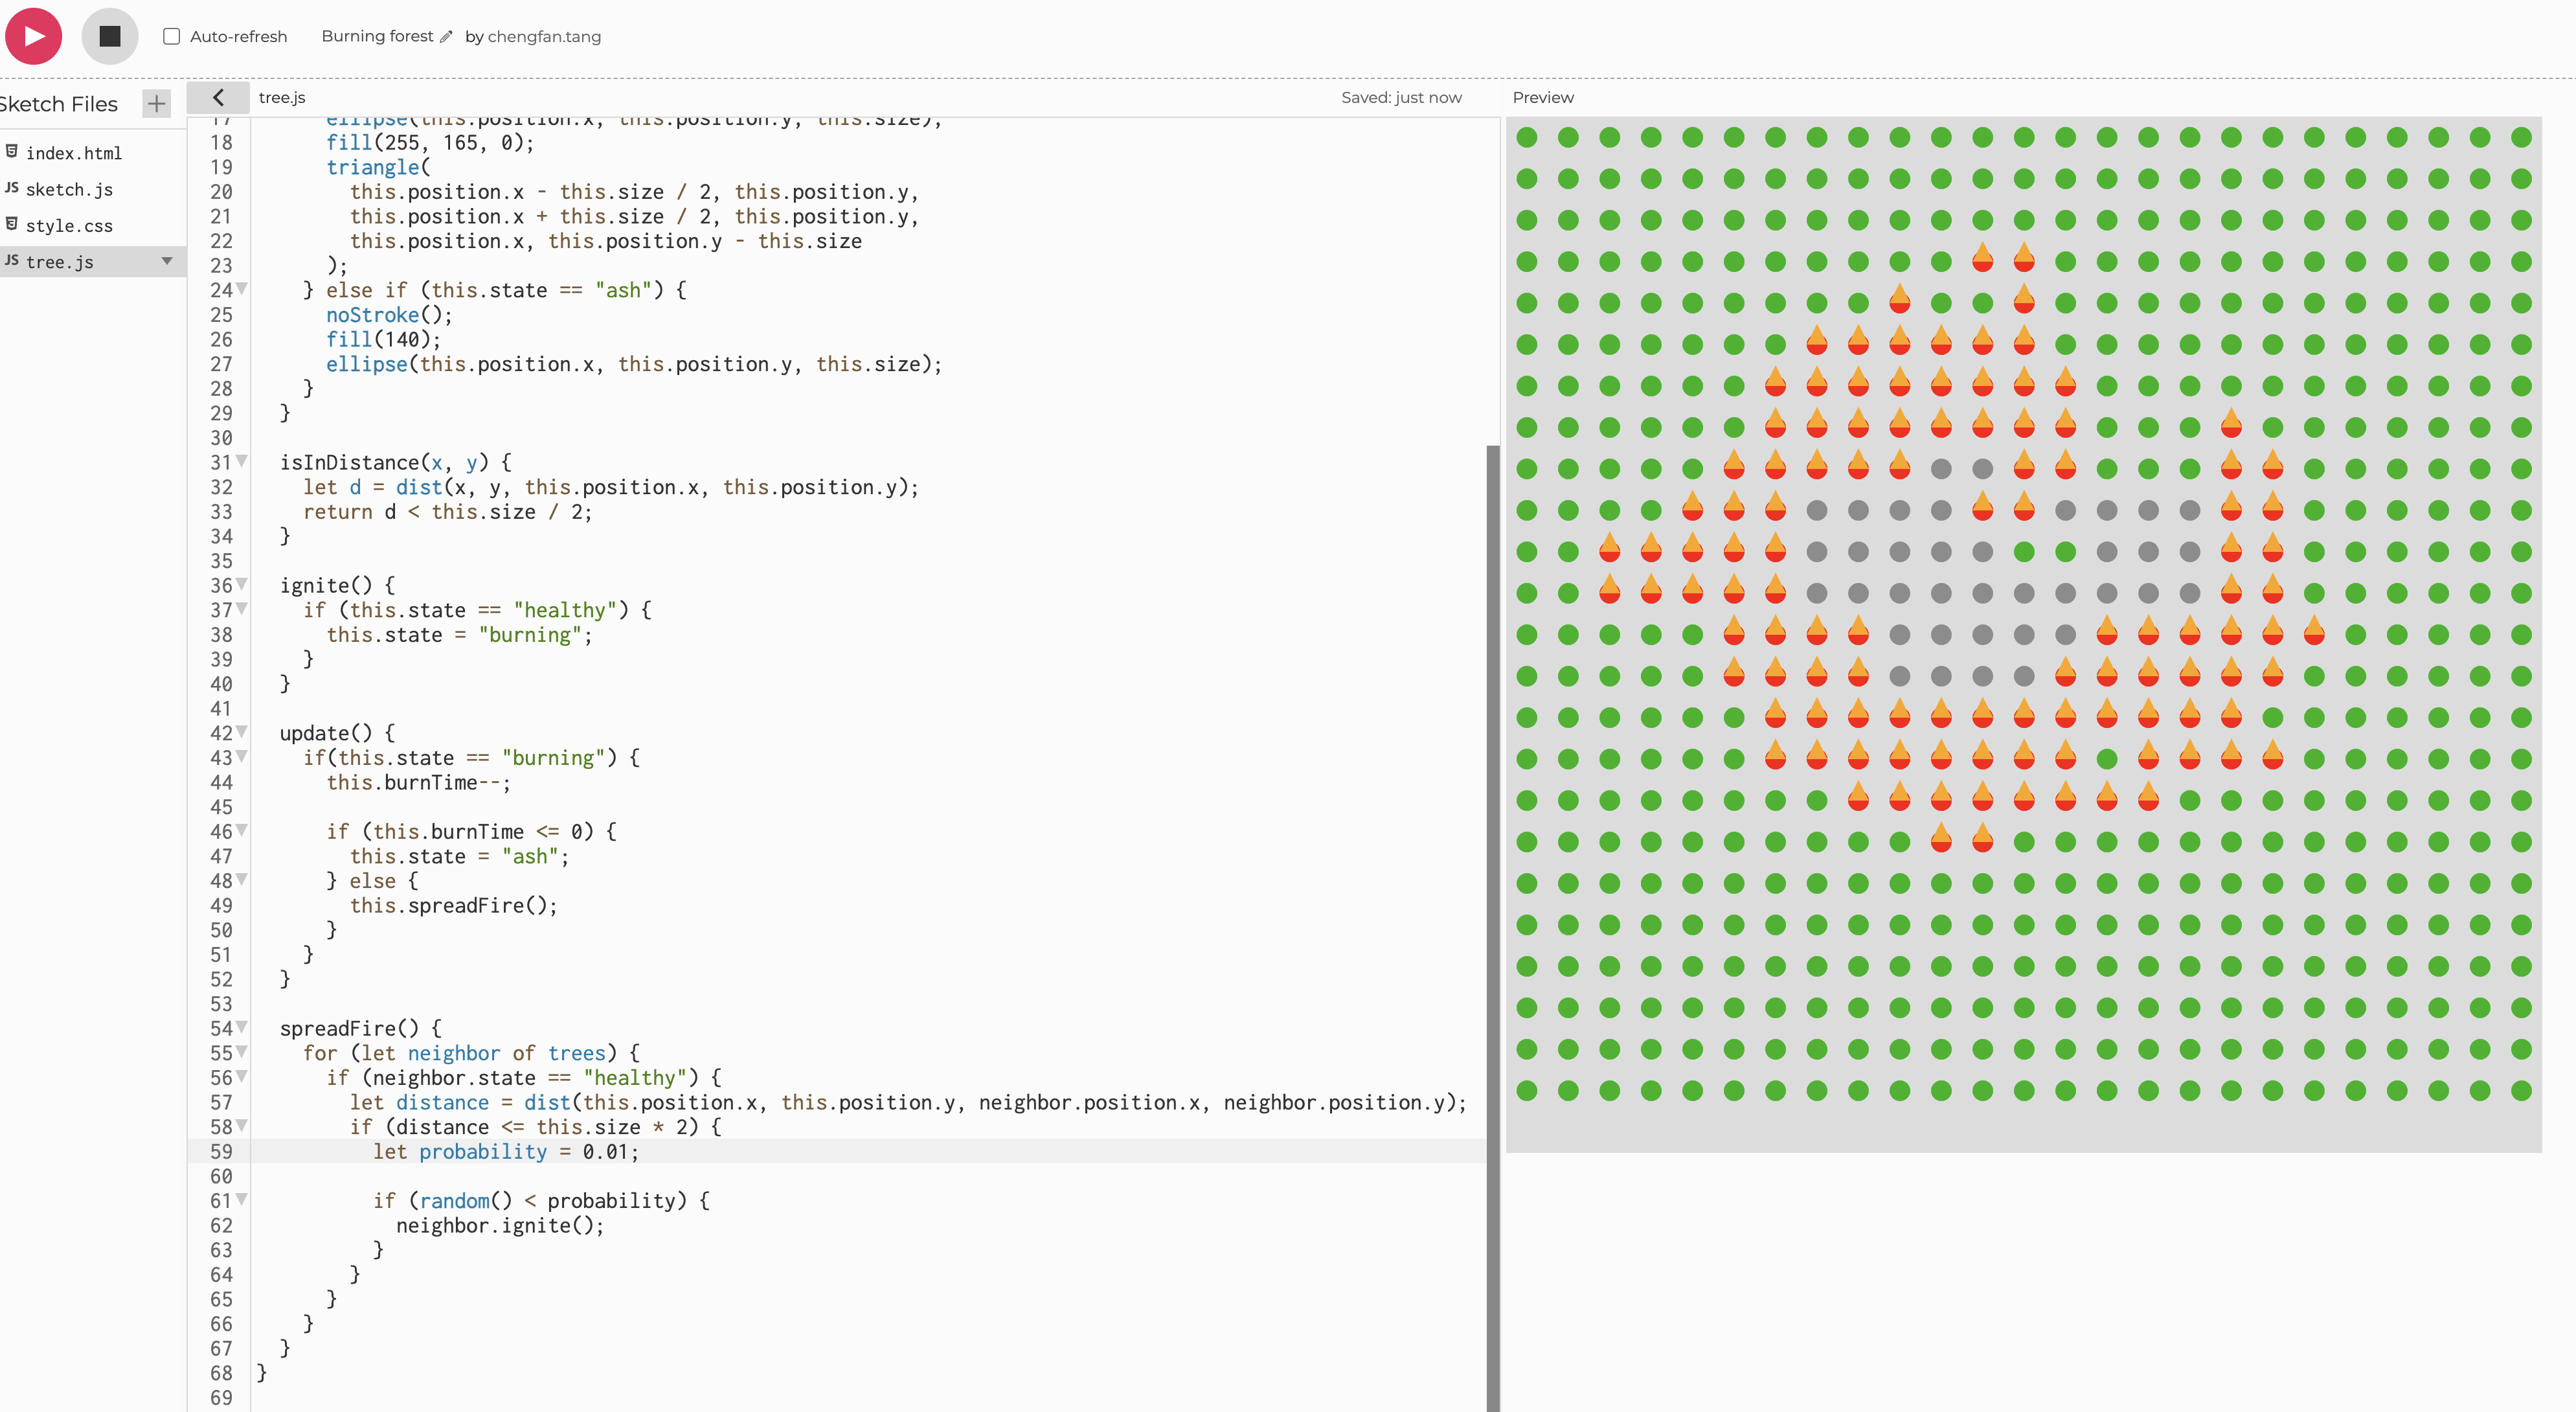 Auto-refresh Burning forest by chengfan.tang
Sketch Files
tree.js Saved: just now Preview
index.html
sketch.js
style.css
tree.js
17 ellipse(this.position.x, this.position.y, this.size);
18 fill(255, 165, 0);
19 triangle(
20 this.position.x - this.size / 2, this.position.y,
21 this.position.x + this.size / 2, this.position.y,
22 this.position.x, this.position.y - this.size
23 );
24 } else if (this.state == "ash") {
25 noStroke();
26 fill(140);
27 ellipse(this.position.x, this.position.y, this.size);
28 }
29 }
30
31 isInDistance(x, y) {
32 let d = dist(x, y, this.position.x, this.position.y);
33 return d < this.size / 2;
34 }
35
36 ignite() {
37 if (this.state == "healthy") {
38 this.state = "burning";
39 }
40 }
41
42 update() {
43 if(this.state == "burning") {
44 this.burnTime--;
45
46 if (this.burnTime <= 0) {
47 this.state = "ash";
48 } else {
49 this.spreadFire();
50 }
51 }
52 }
53
54 spreadFire() {
55 for (let neighbor of trees) {
56 if (neighbor.state == "healthy") {
57 let distance = dist(this.position.x, this.position.y, neighbor.position.x, neighbor.position.y);
58 if (distance <= this.size * 2) {
59 let probability = 0.01;
60
61 if (random() < probability) {
62 neighbor.ignite();
63 }
64 }
65 }
66 }
67 }
68 }
69